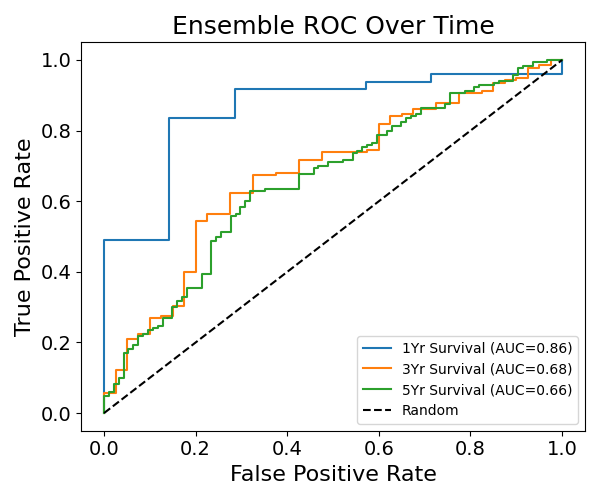 Ensemble ROC Over Time
True Positive Rate
1.0
0.8
0.6
0.4
0.2
0.0
0.0 0.2 0.4 0.6 0.8 1.0
False Positive Rate
1Yr Survival (AUC=0.86)
3Yr Survival (AUC=0.68)
5Yr Survival (AUC=0.66)
Random